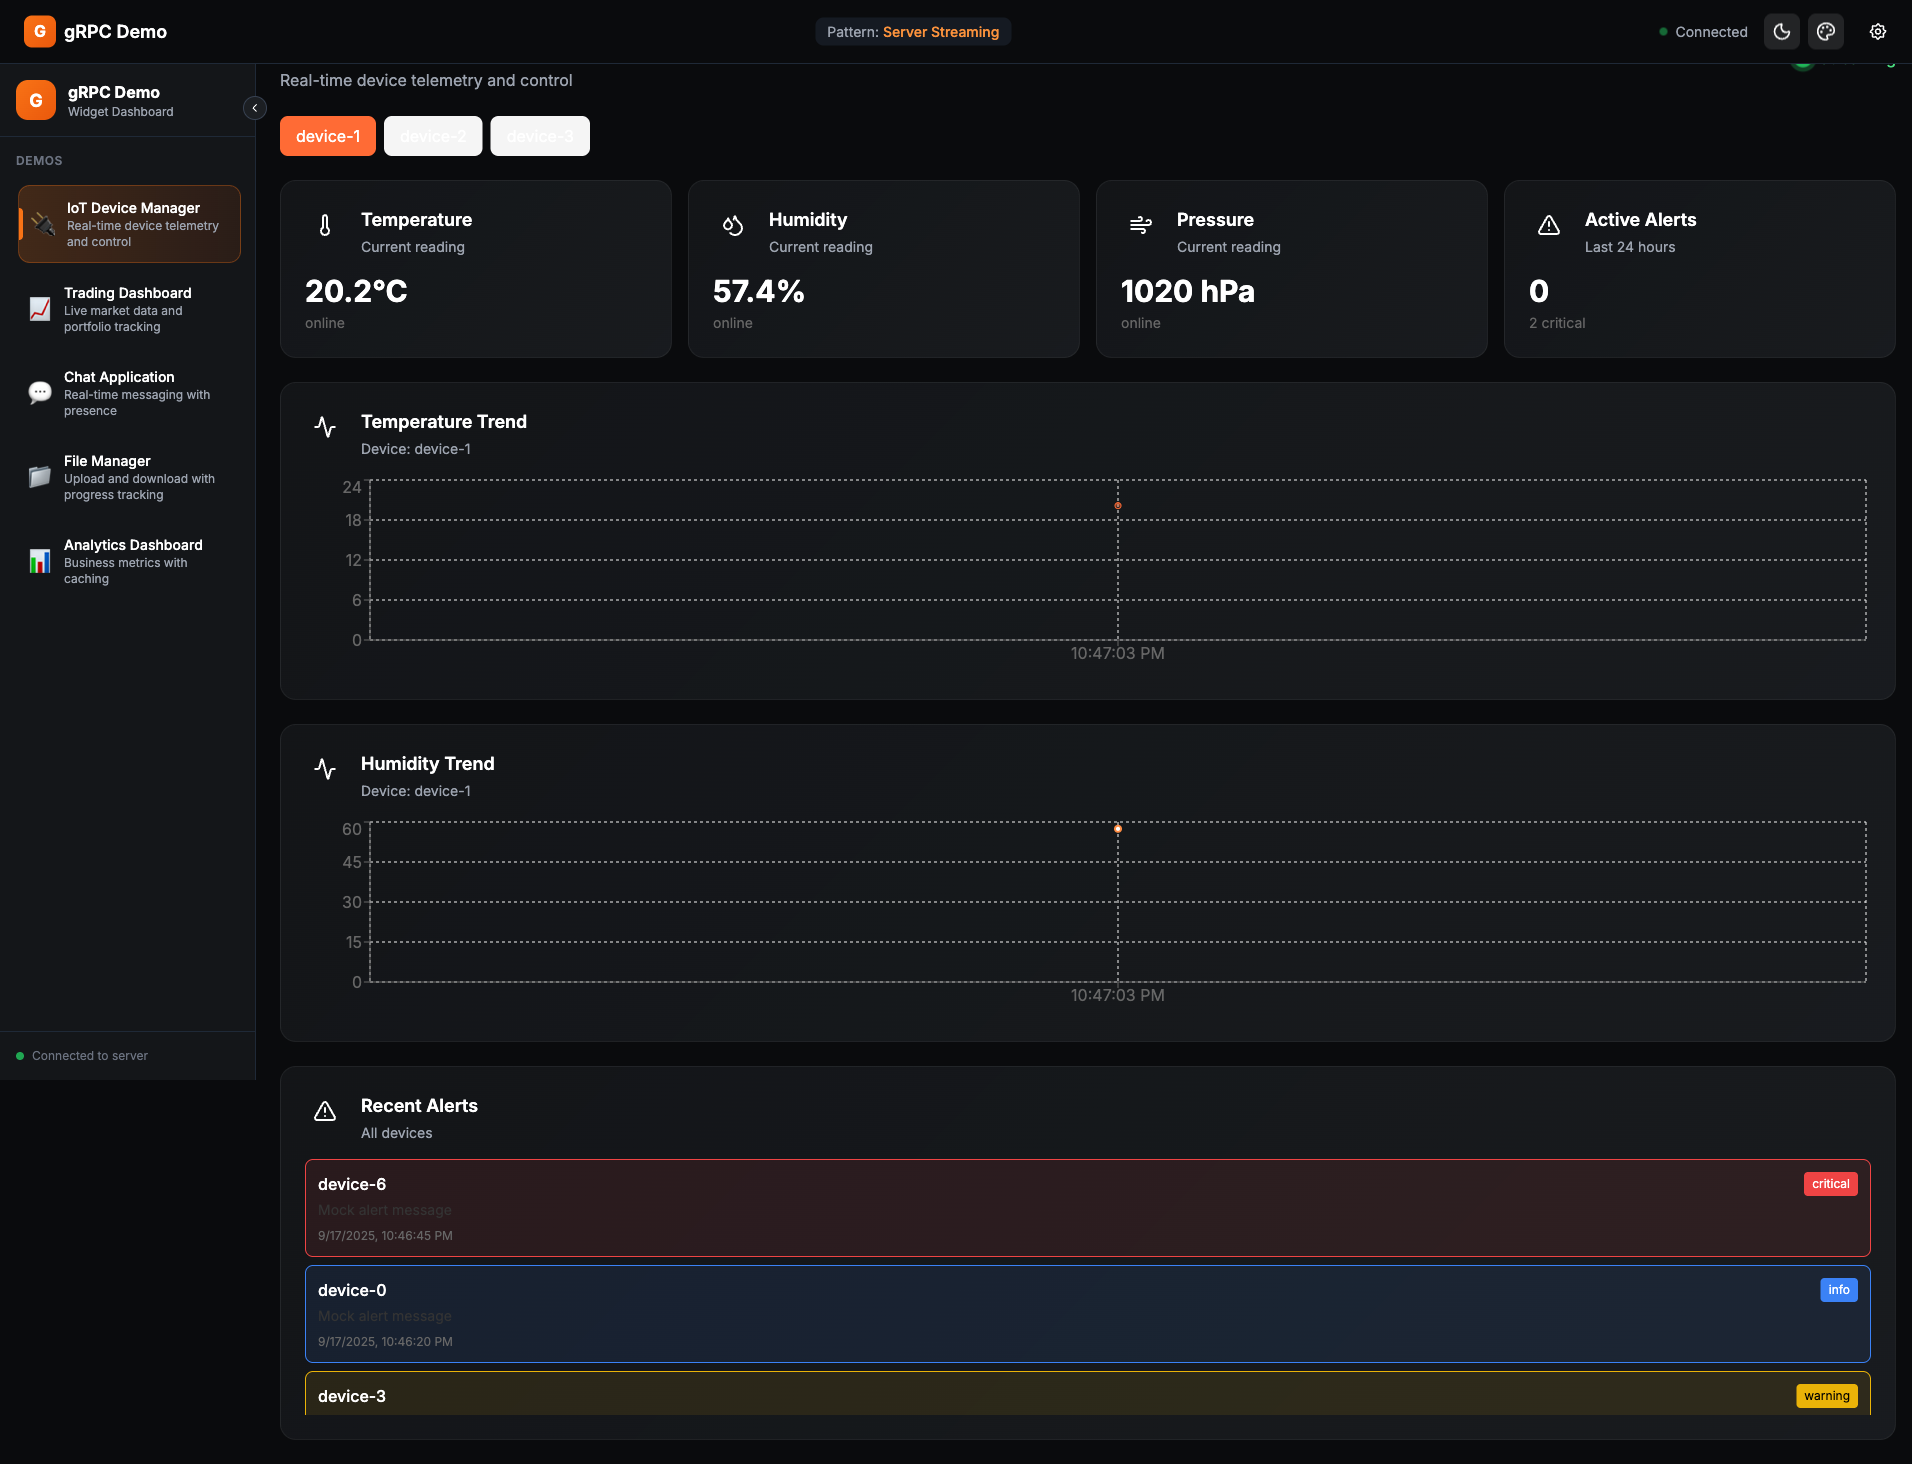 G gRPC Demo
Pattern: Server Streaming
Connected
G
gRPC Demo
Widget Dashboard
DEMOS
IoT Device Manager
Real-time device telemetry
and control
Trading Dashboard
Live market data and
portfolio tracking
Chat Application
Real-time messaging with
presence
File Manager
Upload and download with
progress tracking
Analytics Dashboard
Business metrics with
caching
Connected to server
Real-time device telemetry and control
device-1 device-2 device-3
Temperature
Current reading
20.2°C
online
Humidity
Current reading
57.4%
online
Pressure
Current reading
1020 hPa
online
Active Alerts
Last 24 hours
0
2 critical
Temperature Trend
Device: device-1
24
18
12
6
0
10:47:03 PM
Humidity Trend
Device: device-1
60
45
30
15
0
10:47:03 PM
Recent Alerts
All devices
device-6
critical
Mock alert message
9/17/2025, 10:46:45 PM
device-0
info
Mock alert message
9/17/2025, 10:46:20 PM
device-3
warning